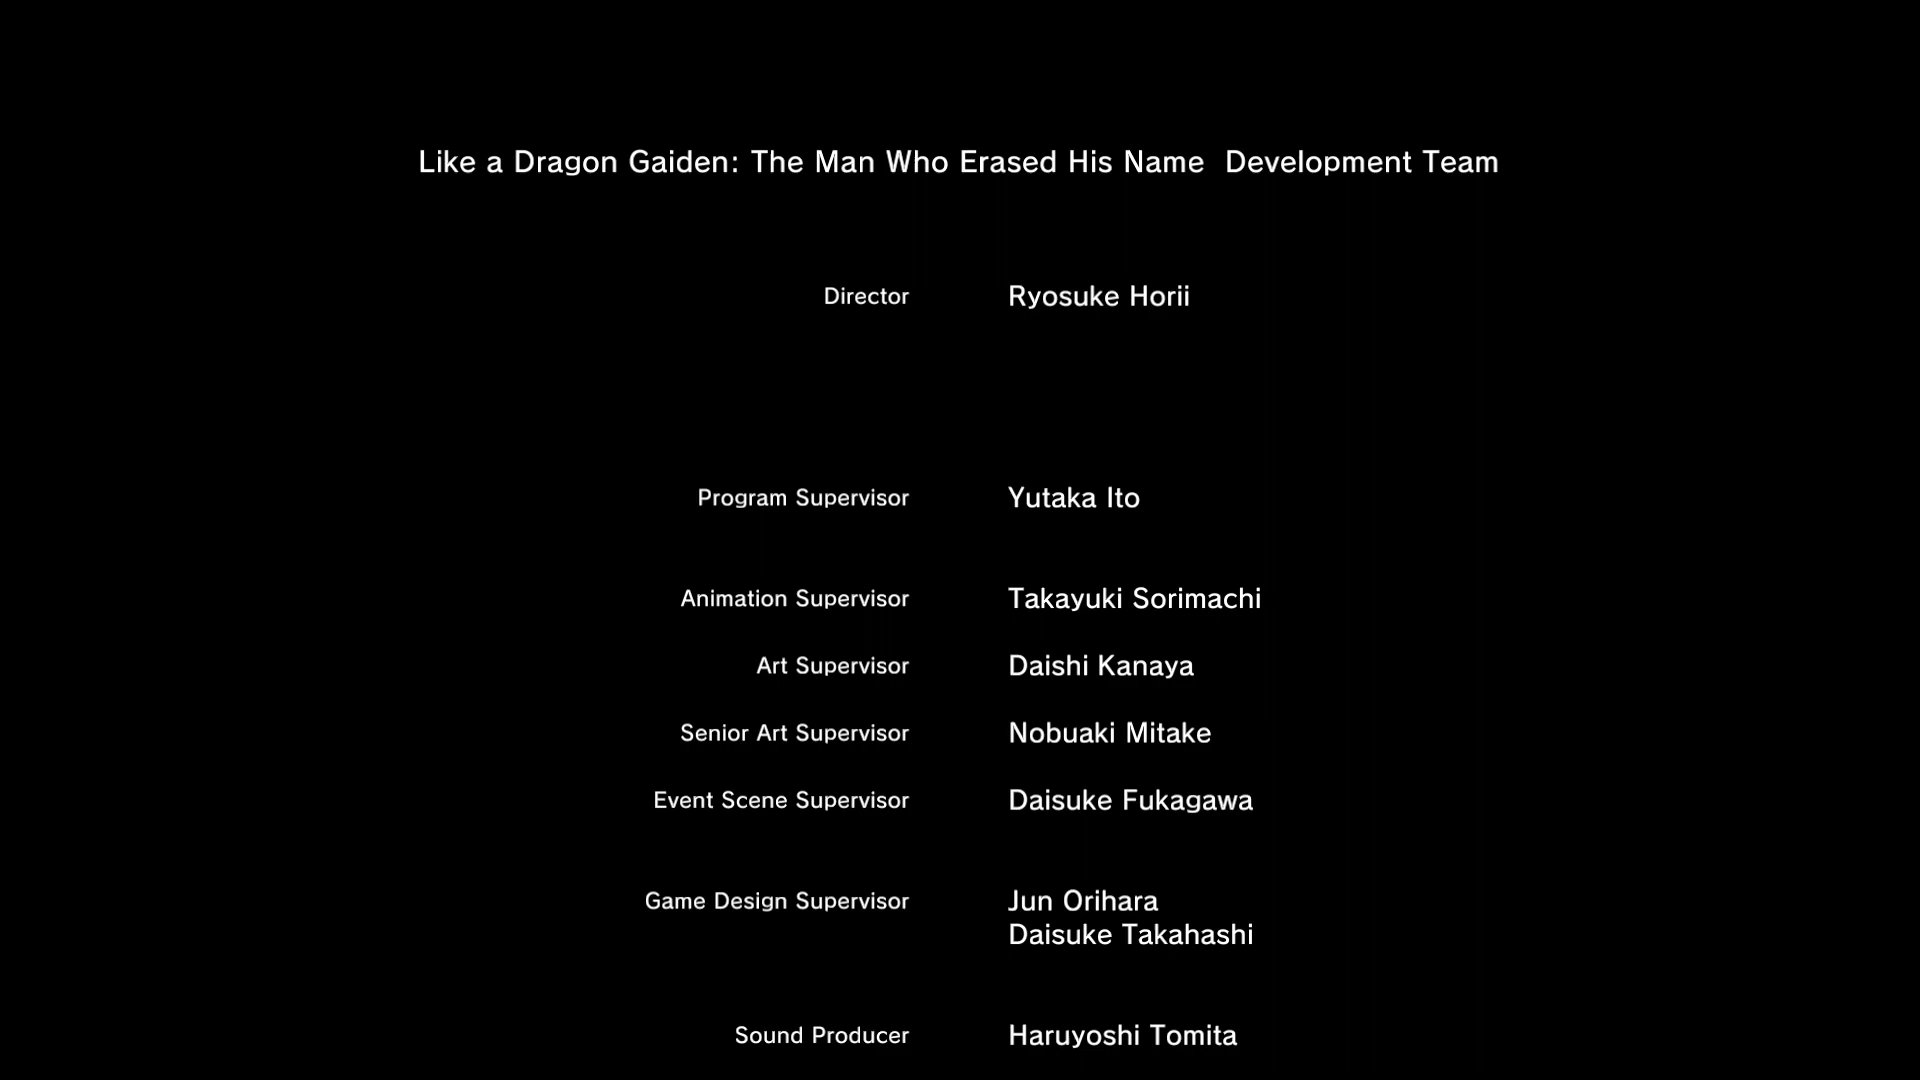 Like a Dragon Gaiden: The Man Who Erased His Name  Development Team
Director Ryosuke Horii
Program Supervisor Yutaka Ito
Animation Supervisor Takayuki Sorimachi
Art Supervisor Daishi Kanaya
Senior Art Supervisor Nobuaki Mitake
Event Scene Supervisor Daisuke Fukagawa
Game Design Supervisor Jun Orihara
Daisuke Takahashi
Sound Producer Haruyoshi Tomita